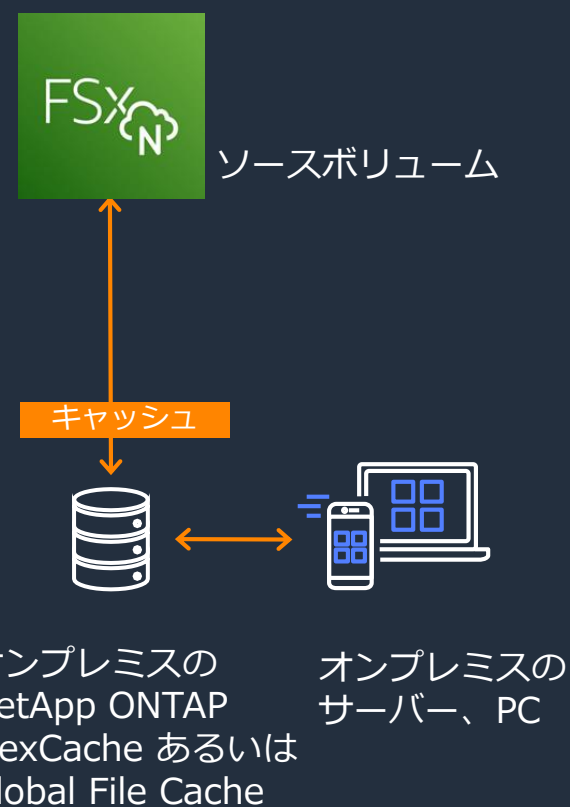 FSx
N
ソースボリューム
キャッシュ
ンプレミスの
etApp ONTAP
exCache あるいは
lobal File Cache
オンプレミスの
サーバー、PC